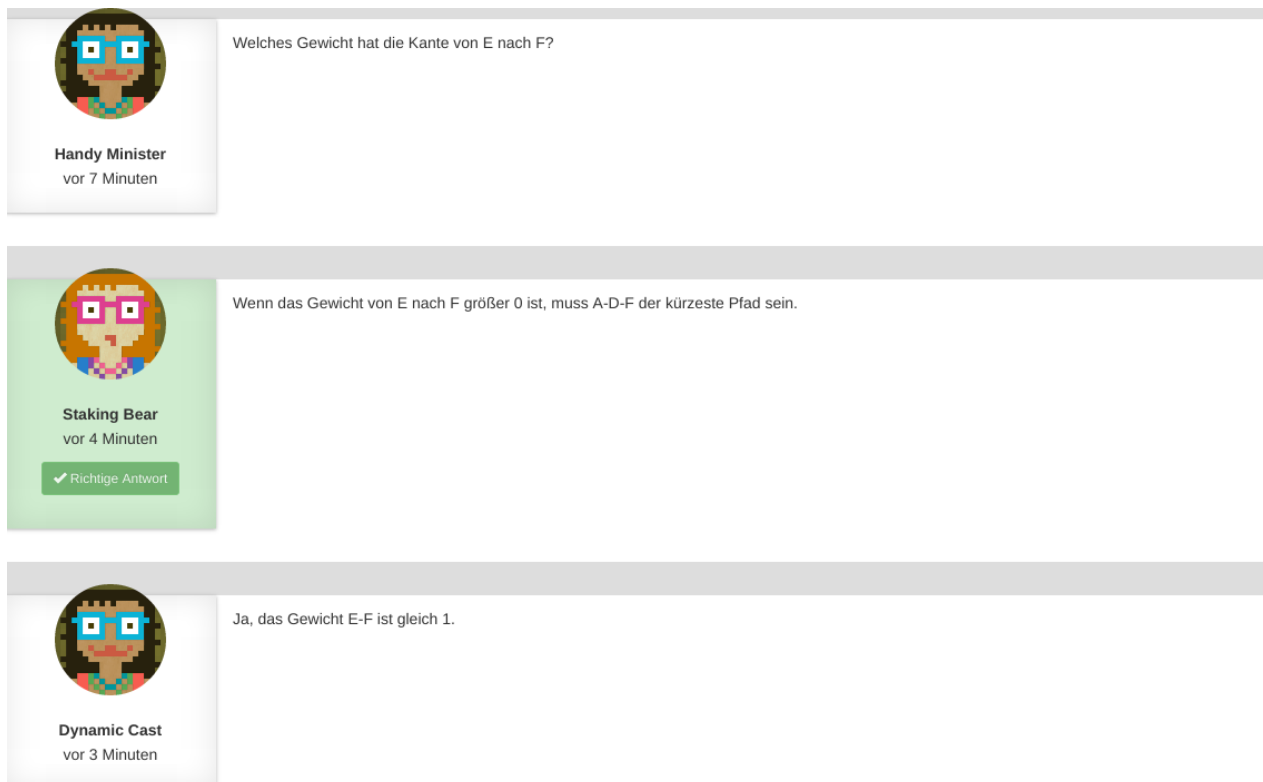 Welches Gewicht hat die Kante von E nach F?
Handy Minister
vor 7 Minuten
Wenn das Gewicht von E nach F größer 0 ist, muss A-D-F der kürzeste Pfad sein.
Staking Bear
vor 4 Minuten
Richtige Antwort
Ja, das Gewicht E-F ist gleich 1.
Dynamic Cast
vor 3 Minuten